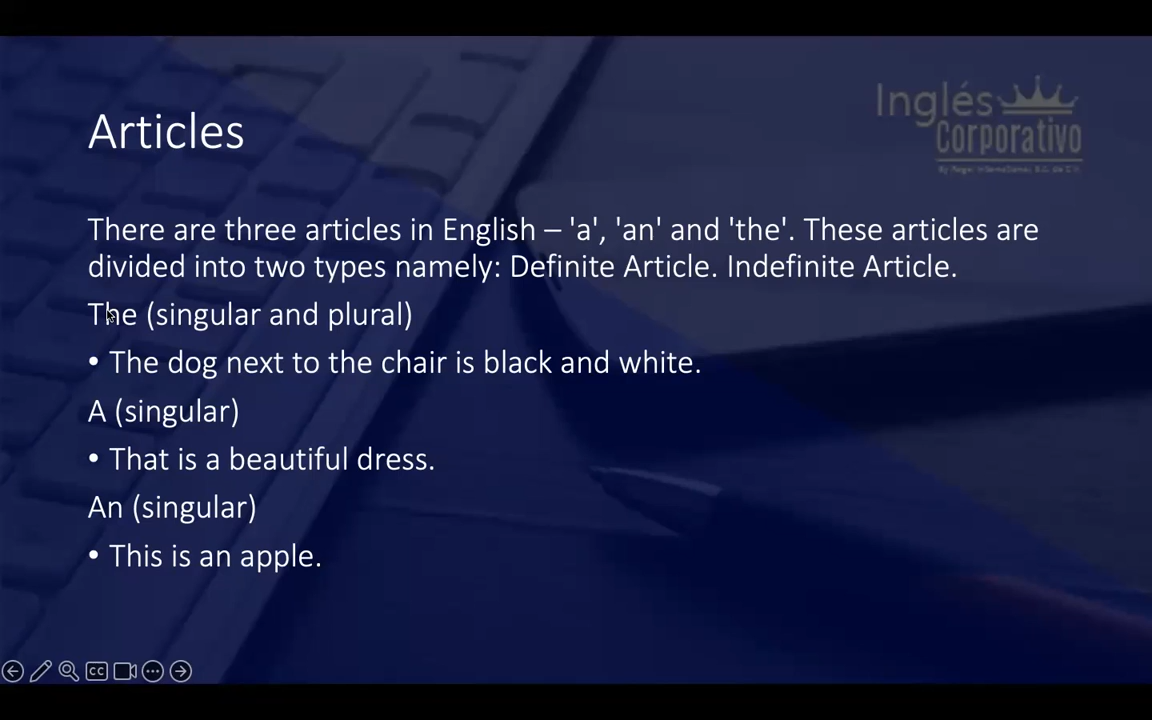 Inglés
Corporativo
Articles
There are three articles in English – 'a', 'an' and 'the'. These articles are
divided into two types namely: Definite Article. Indefinite Article.
The (singular and plural)
• The dog next to the chair is black and white.
A (singular)
• That is a beautiful dress.
An (singular)
• This is an apple.
CC